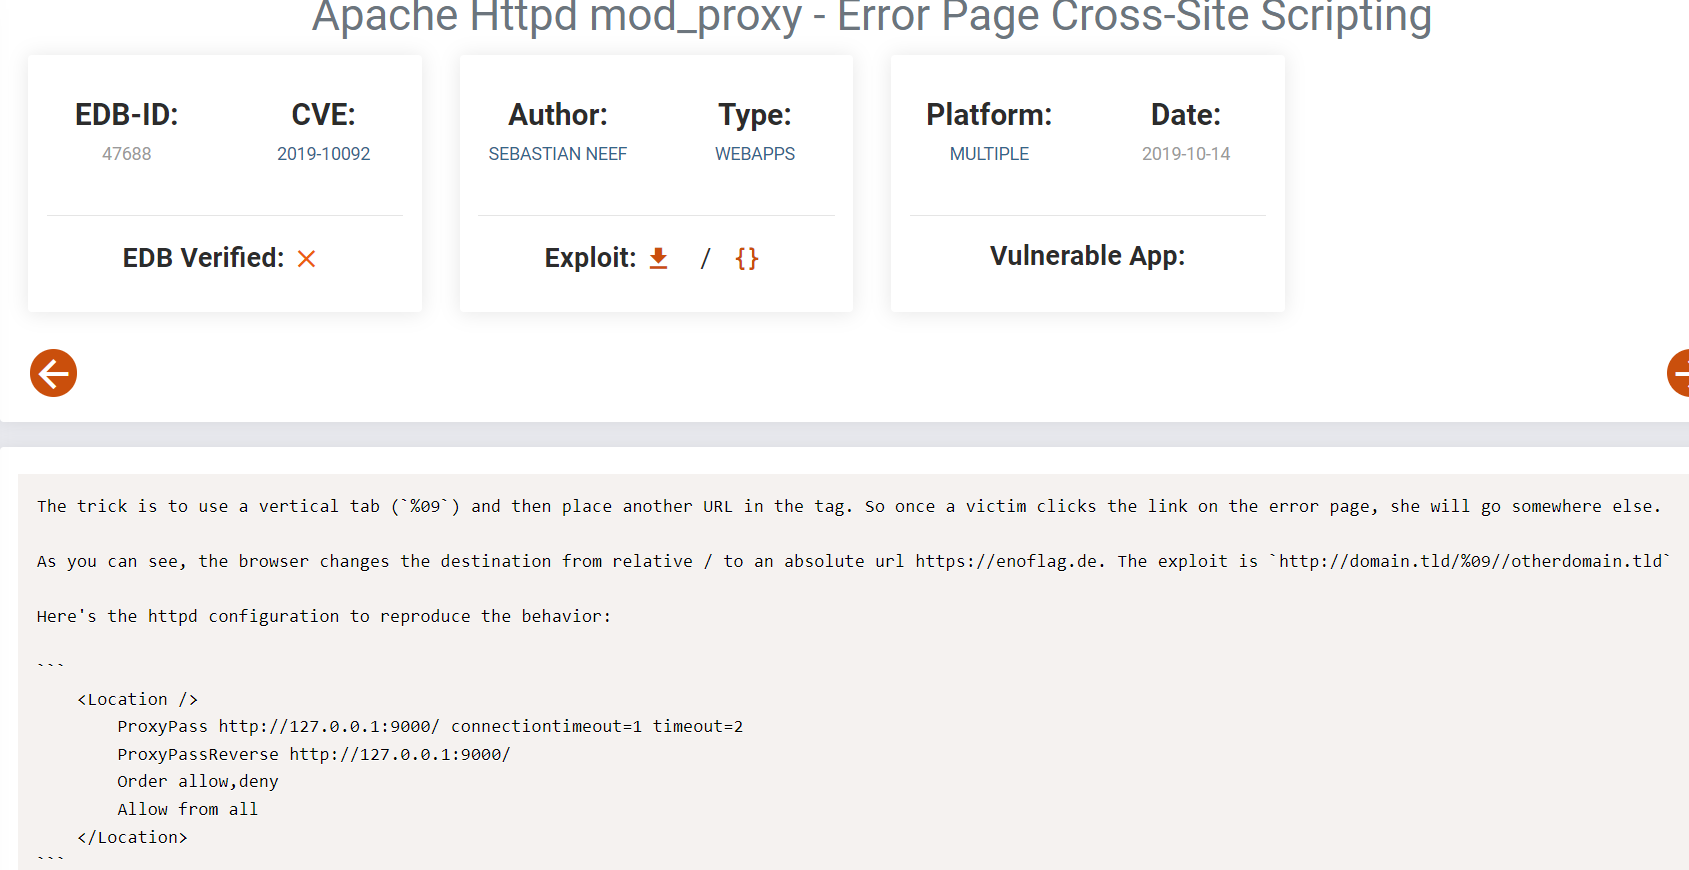 Apache Httpd mod_proxy - Error Page Cross-Site Scripting
EDB-ID:
47688
CVE:
2019-10092
EDB Verified:
Author:
SEBASTIAN NEEF
Type:
WEBAPPS
Exploit: / {}
Platform:
MULTIPLE
Date:
2019-10-14
Vulnerable App:
The trick is to use a vertical tab (`%09`) and then place another URL in the tag. So once a victim clicks the link on the error page, she will go somewhere else.
As you can see, the browser changes the destination from relative / to an absolute url https://enoflag.de. The exploit is `http://domain.tld/%09//otherdomain.tld`
Here's the httpd configuration to reproduce the behavior:
```
<Location />
ProxyPass http://127.0.0.1:9000/ connectiontimeout=1 timeout=2
ProxyPassReverse http://127.0.0.1:9000/
Order allow,deny
Allow from all
</Location>
```